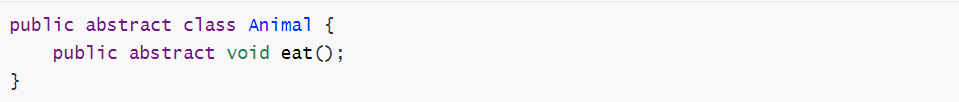 public abstract class Animal {
    public abstract void eat();
}